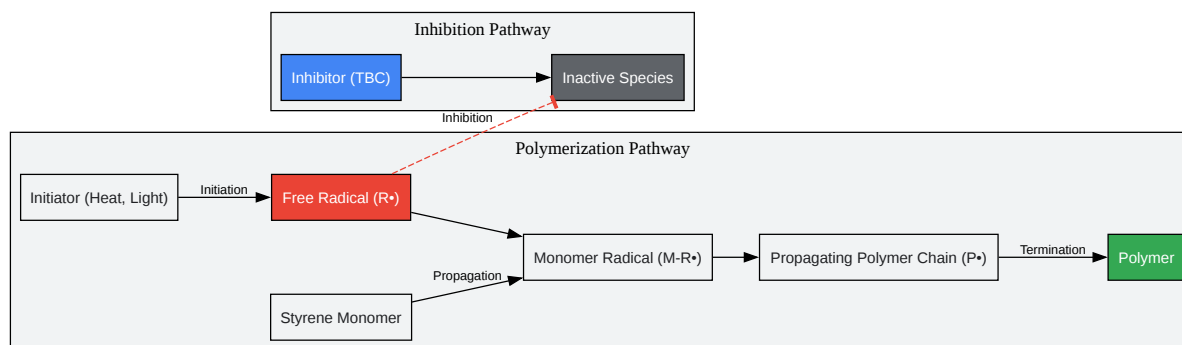 Inhibition Pathway
Inhibitor (TBC)
Inactive Species
Inhibition
Polymerization Pathway
Initiator (Heat, Light)
Initiation
Free Radical (R•)
Monomer Radical (M-R•)
Propagating Polymer Chain (P•)
Termination
Polymer
Propagation
Styrene Monomer